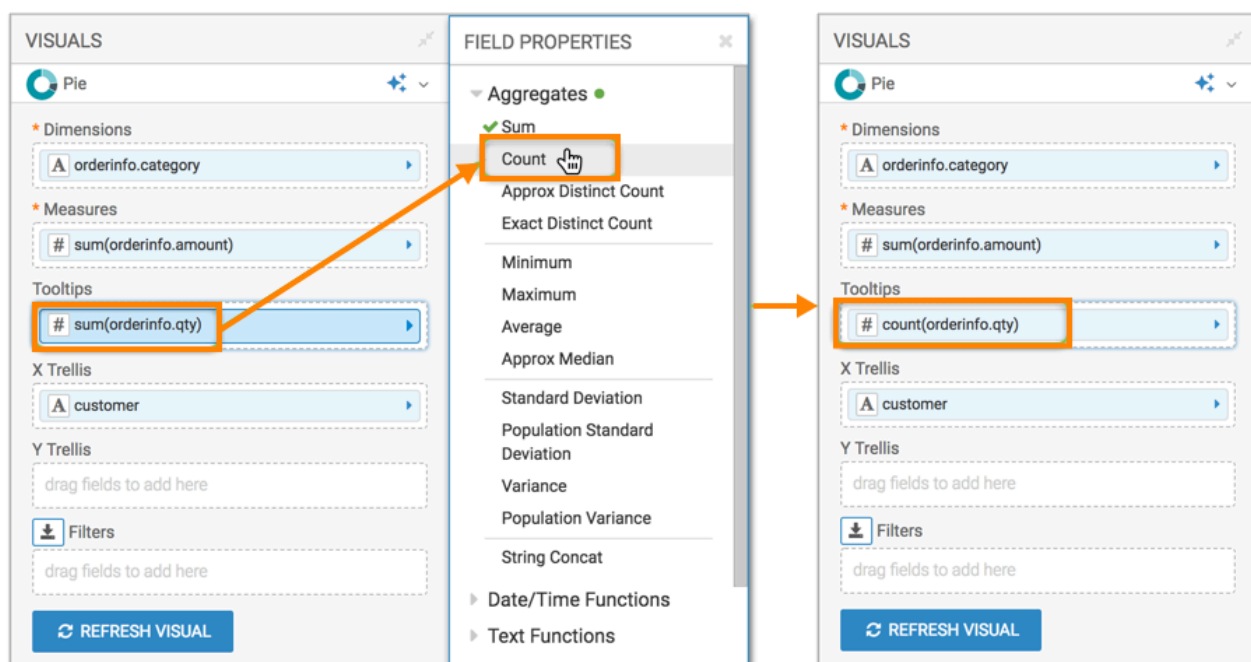 VISUALS
Pie
* Dimensions
A orderinfo.category
* Measures
# sum(orderinfo.amount)
Tooltips
# sum(orderinfo.qty)
X Trellis
A customer
Y Trellis
drag fields to add here
Filters
drag fields to add here
REFRESH VISUAL
FIELD PROPERTIES
Aggregates
Sum
Count
Approx Distinct Count
Exact Distinct Count
Minimum
Maximum
Average
Approx Median
Standard Deviation
Population Standard
Deviation
Variance
Population Variance
String Concat
Date/Time Functions
Text Functions
VISUALS
Pie
* Dimensions
A orderinfo.category
* Measures
# sum(orderinfo.amount)
Tooltips
# count(orderinfo.qty)
X Trellis
A customer
Y Trellis
drag fields to add here
Filters
drag fields to add here
REFRESH VISUAL